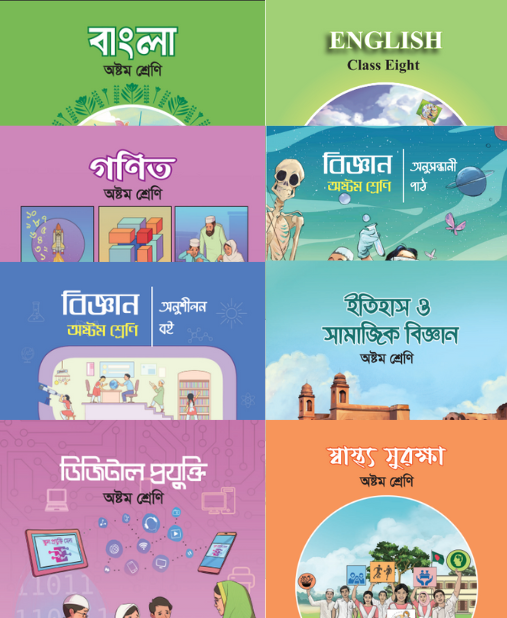 বাংলা
অষ্টম শ্রেণি
ENGLISH
Class Eight
গণিত
অষ্টম শ্রেণি
বিজ্ঞান
অষ্টম শ্রেণি
অনুসন্ধানী
পাঠ
বিজ্ঞান
অষ্টম শ্রেণি
অনুশীলন
বই
ইতিহাস ও
সামাজিক বিজ্ঞান
অষ্টম শ্রেণি
ডিজিটাল প্রযুক্তি
অষ্টম শ্রেণি
স্বাস্থ্য সুরক্ষা
অষ্টম শ্রেণি